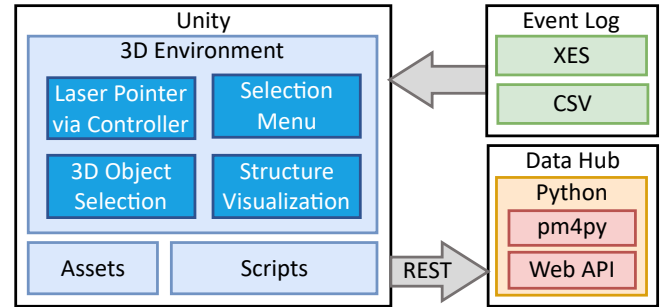 Unity
3D Environment
Laser Pointer
via Controller
Selection
Menu
3D Object
Selection
Structure
Visualization
Assets
Scripts
Event Log
XES
CSV
REST
Data Hub
Python
pm4py
Web API